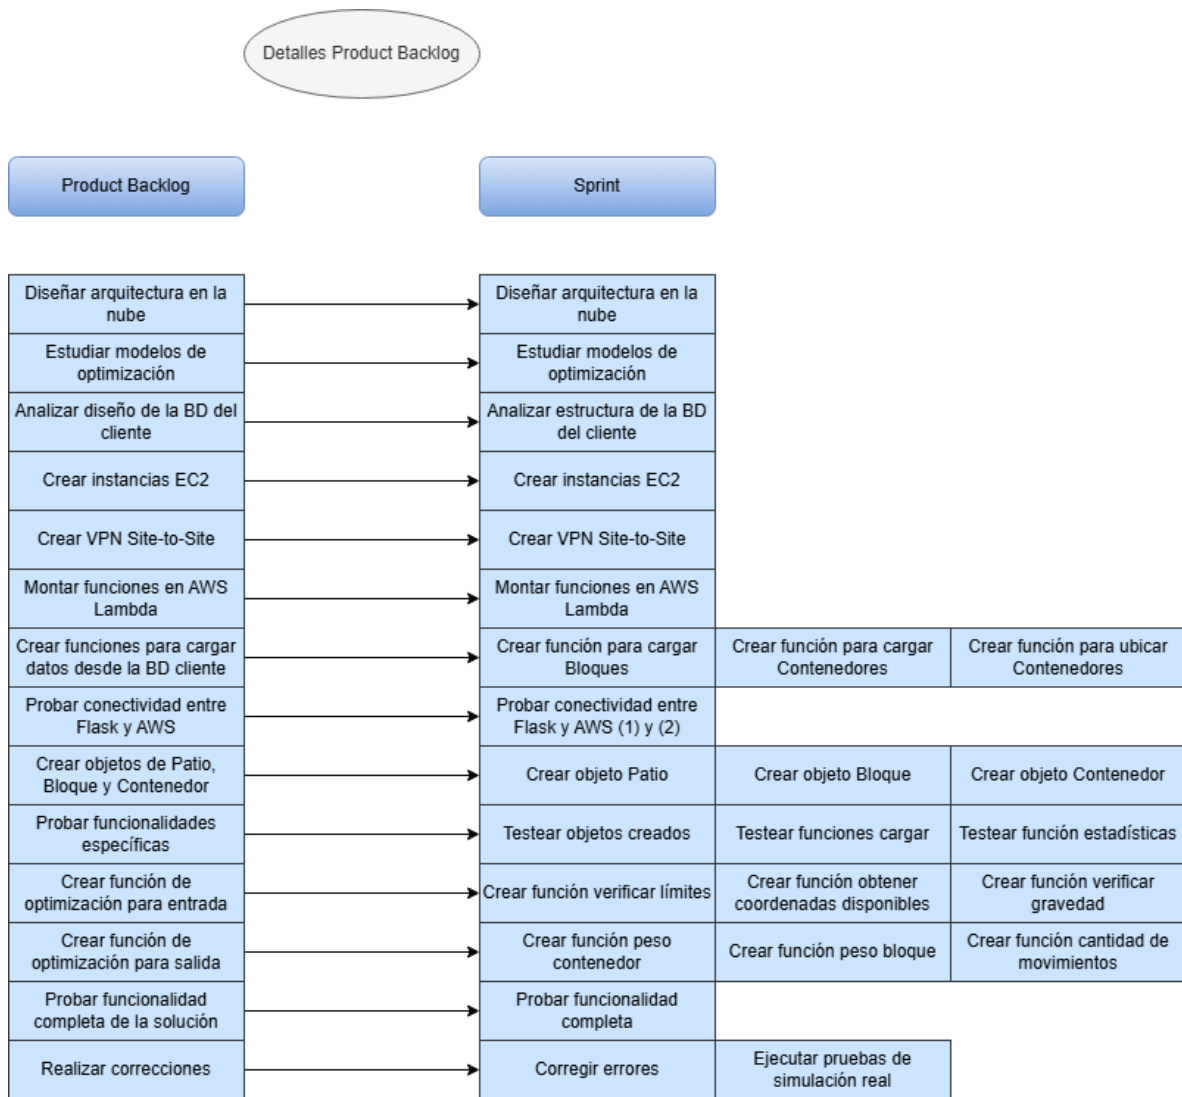 Detalles Product Backlog
Product Backlog
Sprint
Diseñar arquitectura en la
nube
Diseñar arquitectura en la
nube
Estudiar modelos de
optimización
Estudiar modelos de
optimización
Analizar diseño de la BD del
cliente
Analizar estructura de la BD
del cliente
Crear instancias EC2
Crear instancias EC2
Crear VPN Site-to-Site
Crear VPN Site-to-Site
Montar funciones en AWS
Lambda
Montar funciones en AWS
Lambda
Crear funciones para cargar
datos desde la BD cliente
Crear función para cargar
Bloques
Crear función para cargar
Contenedores
Crear función para ubicar
Contenedores
Probar conectividad entre
Flask y AWS
Probar conectividad entre
Flask y AWS (1) y (2)
Crear objetos de Patio,
Bloque y Contenedor
Crear objeto Patio
Crear objeto Bloque
Crear objeto Contenedor
Probar funcionalidades
específicas
Testear objetos creados
Testear funciones cargar
Testear función estadísticas
Crear función de
optimización para entrada
Crear función verificar límites
Crear función obtener
coordenadas disponibles
Crear función verificar
gravedad
Crear función de
optimización para salida
Crear función peso
contenedor
Crear función peso bloque
Crear función cantidad de
movimientos
Probar funcionalidad
completa de la solución
Probar funcionalidad
completa
Realizar correcciones
Corregir errores
Ejecutar pruebas de
simulación real